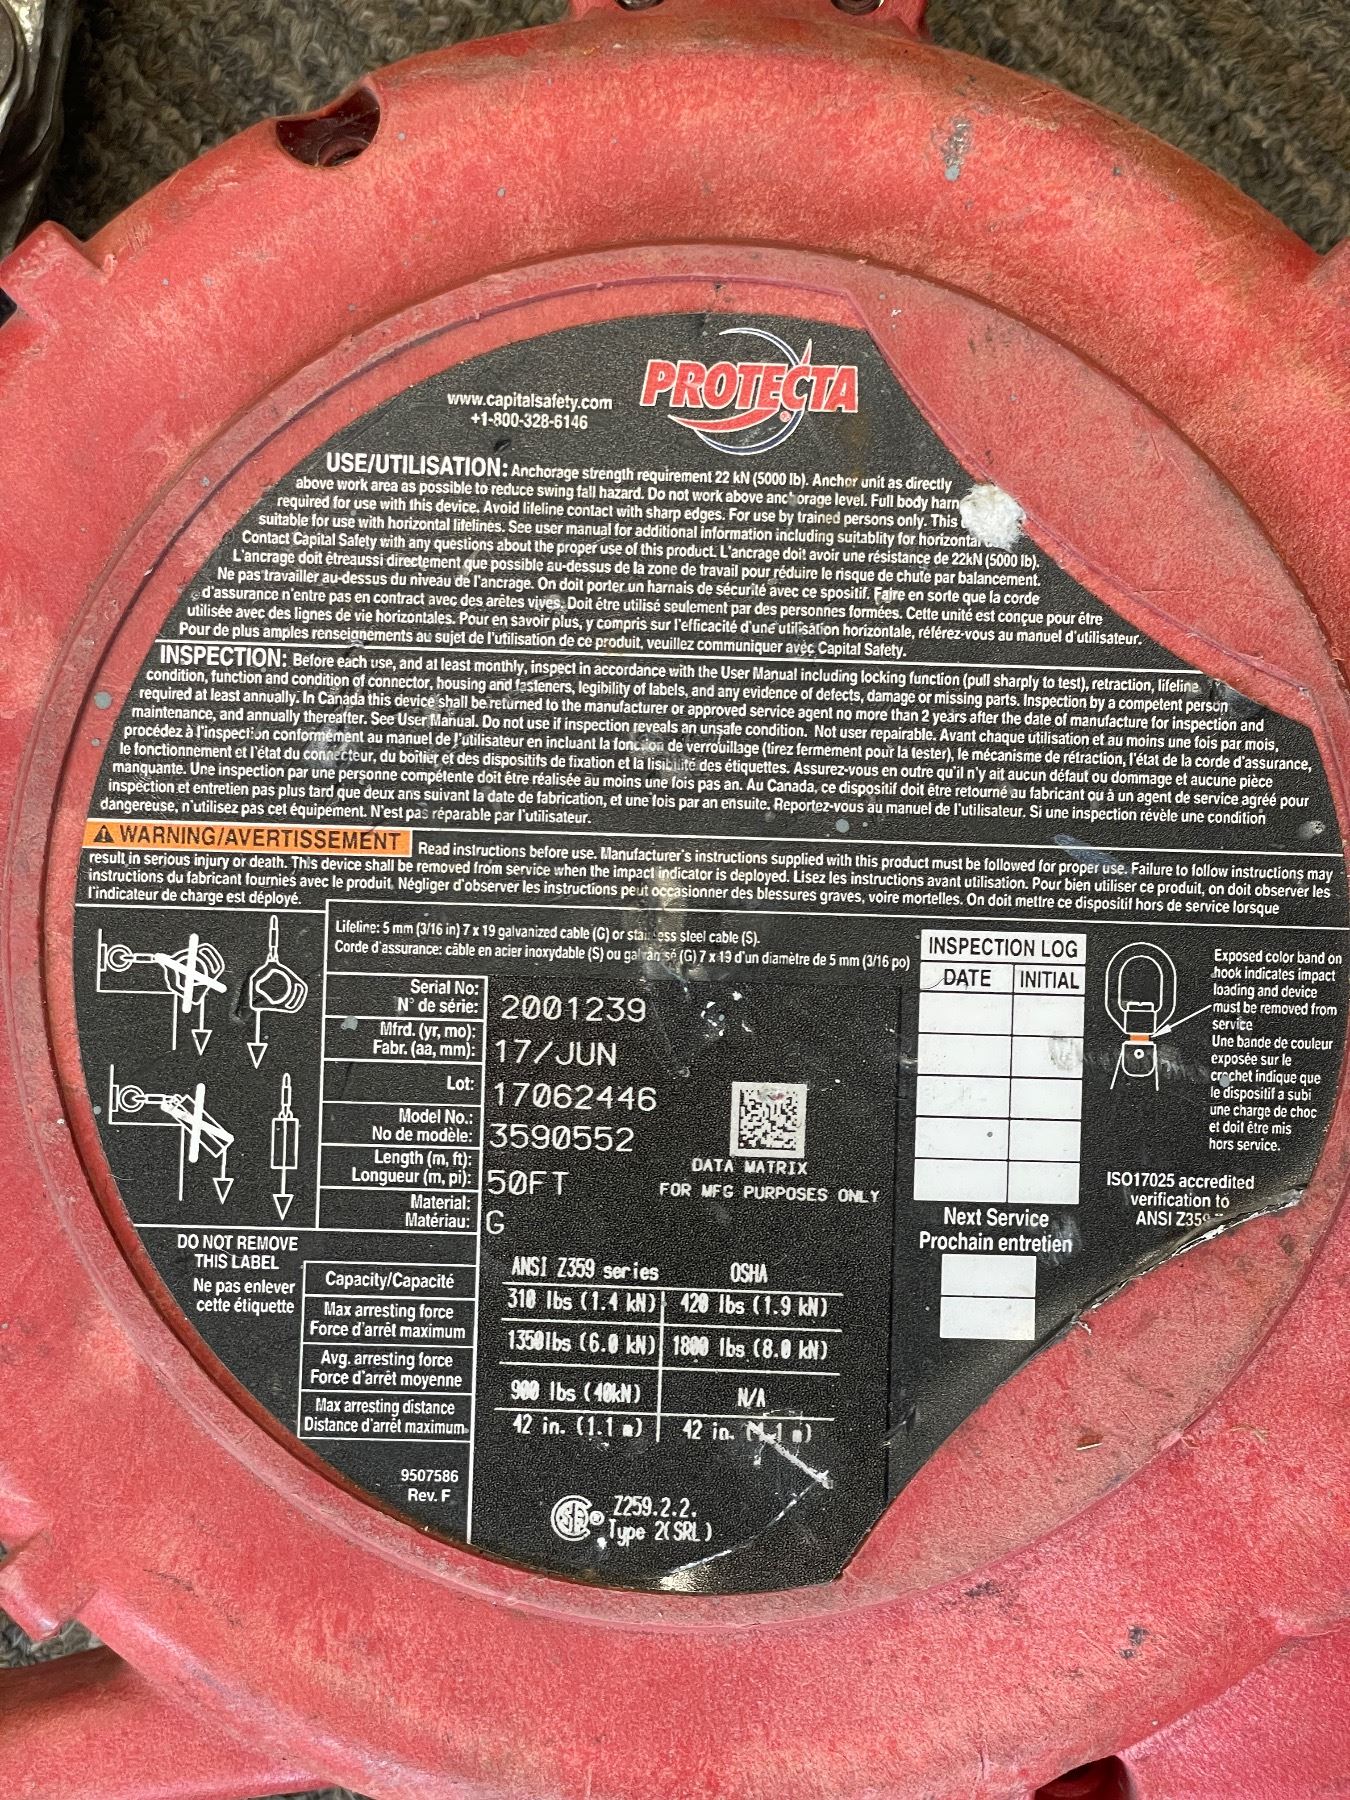 PROTECTA
www.capitalsafety.com
+1-800-328-6146
USE/UTILISATION: Anchorage strength requirement 22 kN (5000 lb). Anchor unit as directly
above work area as possible to reduce swing fall hazard. Do not work above anchorage level. Full body harn
required for use with this device. Avoid lifeline contact with sharp edges. For use by trained persons only. This
suitable for use with horizontal lifelines. See user manual for additional information including suitablity for horizontal
Contact Capital Safety with any questions about the proper use of this product. L'ancrage doit avoir une résistance de 22kN (5000 lb).
L'ancrage doit êtreaussi directement que possible au-dessus de la zone de travail pour réduire le risque de chute par balancement.
Ne pas travailler au-dessus du niveau de l'ancrage. On doit porter un harnais de sécurité avec ce spositif. Faire en sorte que la corde
d'assurance n'entre pas en contract avec des arêtes vives. Doit être utilisé seulement par des personnes formées. Cette unité est conçue pour être
utilisée avec des lignes de vie horizontales. Pour en savoir plus, y compris sur l'efficacité d'une utilisation horizontale, référez-vous au manuel d'utilisateur.
Pour de plus amples renseignements au sujet de l'utilisation de ce produit, veuillez communiquer avec Capital Safety.
INSPECTION: Before each use, and at least monthly, inspect in accordance with the User Manual including locking function (pull sharply to test), retraction, lifeline
condition, function and condition of connector, housing and fasteners, legibility of labels, and any evidence of defects, damage or missing parts. Inspection by a competent person
required at least annually. In Canada this device shall be returned to the manufacturer or approved service agent no more than 2 years after the date of manufacture for inspection and
maintenance, and annually thereafter. See User Manual. Do not use if inspection reveals an unsafe condition. Not user repairable. Avant chaque utilisation et au moins une fois par mois,
procédez à l'inspection conformément au manuel de l'utilisateur en incluant la fonction de verrouillage (tirez fermement pour la tester), le mécanisme de rétraction, l'état de la corde d'assurance,
le fonctionnement et l'état du connecteur, du boîtier et des dispositifs de fixation et la lisibilité des étiquettes. Assurez-vous en outre qu'il n'y ait aucun défaut ou dommage et aucune pièce
manquante. Une inspection par une personne compétente doit être réalisée au moins une fois pas an. Au Canada, ce dispositif doit être retourné au fabricant ou à un agent de service agréé pour
inspection et entretien pas plus tard que deux ans suivant la date de fabrication, et une fois par an ensuite. Reportez-vous au manuel de l'utilisateur. Si une inspection révèle une condition
dangereuse, n'utilisez pas cet équipement. N'est pas réparable par l'utilisateur.
WARNING/AVERTISSEMENT Read instructions before use. Manufacturer's instructions supplied with this product must be followed for proper use. Failure to follow instructions may
result in serious injury or death. This device shall be removed from service when the impact indicator is deployed. Lisez les instructions avant utilisation. Pour bien utiliser ce produit, on doit observer les
instructions du fabricant fournies avec le produit. Négliger d'observer les instructions peut occasionner des blessures graves, voire mortelles. On doit mettre ce dispositif hors de service lorsque
l'indicateur de charge est déployé.
Lifeline: 5 mm (3/16 in) 7 x 19 galvanized cable (G) or stainless steel cable (S).
Corde d'assurance: câble en acier inoxydable (S) ou galvanisé (G) 7 x 19 d'un diamètre de 5 mm (3/16 po)
Serial No:
N° de série: 2001239
Mfrd. (yr, mo):
Fabr. (aa, mm): 17/JUN
Lot: 17062446
Model No.:
No de modèle: 3590552
Length (m, ft):
Longueur (m, pi): 50FT
Material:
Matériau: G
DATA MATRIX
FOR MFG PURPOSES ONLY
INSPECTION LOG
DATE INITIAL
Next Service
Prochain entretien
Exposed color band on
hook indicates impact
loading and device
must be removed from
service
Une bande de couleur
exposée sur le
crochet indique que
le dispositif a subi
une charge de choc
et doit être mis
hors service.
ISO17025 accredited
verification to
ANSI Z359
DO NOT REMOVE
THIS LABEL
Ne pas enlever
cette étiquette
ANSI Z359 series OSHA
Capacity/Capacité 310 lbs (1.4 kN) 420 lbs (1.9 kN)
Max arresting force
Force d'arrêt maximum 1350lbs (6.0 kN) 1800 lbs (8.0 kN)
Avg. arresting force
Force d'arrêt moyenne 900 lbs (40kN) N/A
Max arresting distance
Distance d'arrêt maximum 42 in. (1.1 m) 42 in. (1.1 m)
9507586
Rev. F
Z259.2.2.
Type 2(SRL)